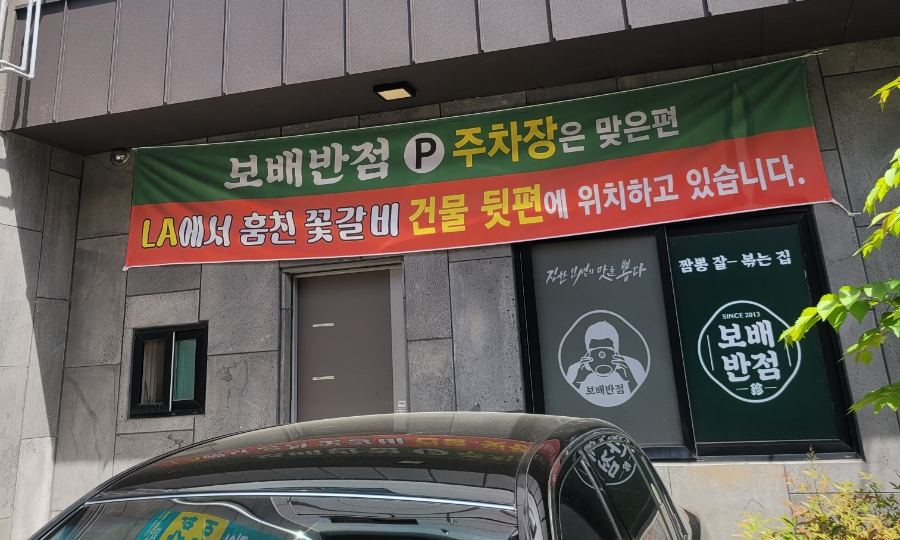 보배반점 P 주차장은 맞은편
LA에서 훔친 꽃갈비 건물 뒷편에 위치하고 있습니다.
짬뽕 잘- 볶는 집
SINCE 2013
보배
반점
보배반점